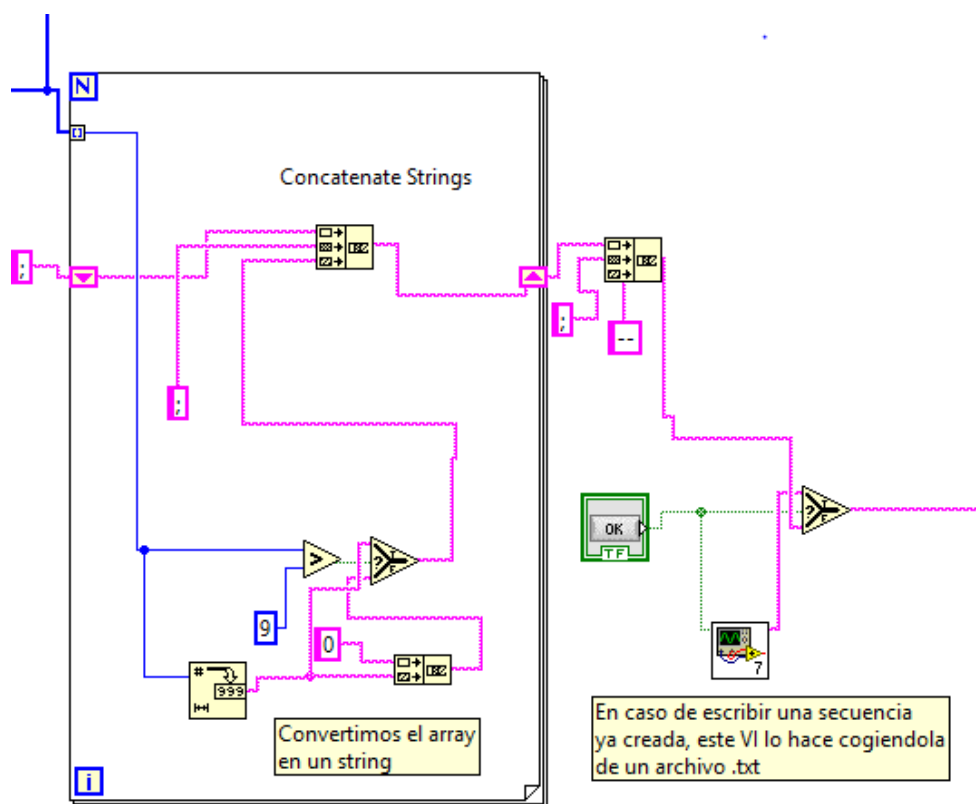 N
Concatenate Strings
;
;
;
--
OK
TF
?
T
F
>
?
T
F
9
0
#
999
7
Convertimos el array
en un string
En caso de escribir una secuencia
ya creada, este VI lo hace cogiendola
de un archivo .txt
i